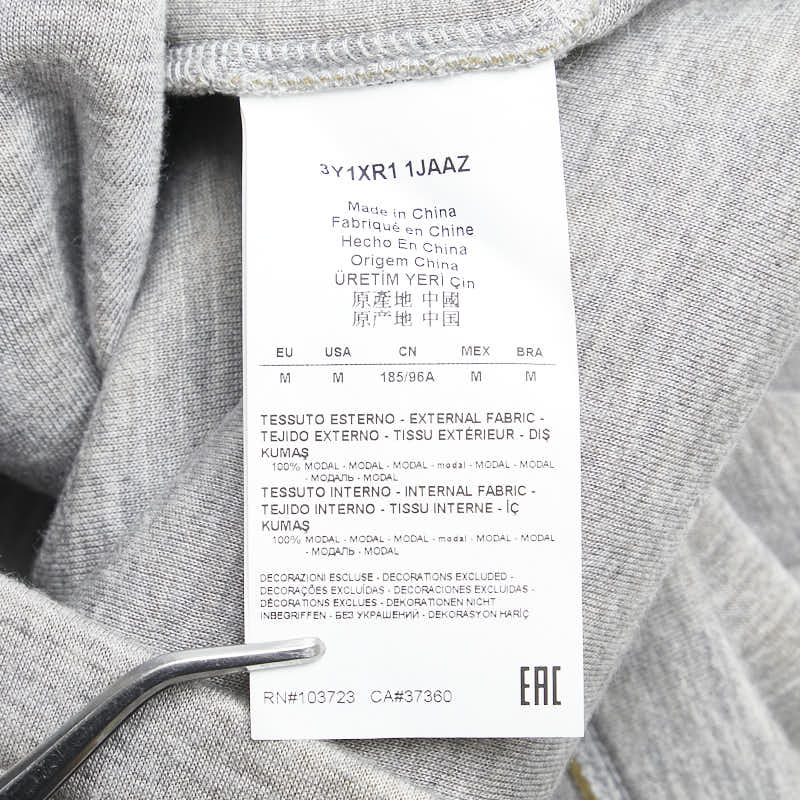 3Y1XR1 1JAAZ
Made in China
Fabriqué en Chine
Hecho En China
Origem China
ÜRETİM YERİ Çin
原產地 中國
原产地 中国
EU USA CN MEX BRA
M M 185/96A M M
TESSUTO ESTERNO - EXTERNAL FABRIC -
TEJIDO EXTERNO - TISSU EXTÉRIEUR - DIŞ
KUMAŞ
100% MODAL - MODAL - MODAL - modal - MODAL - MODAL
- МОДАЛЬ - MODAL
TESSUTO INTERNO - INTERNAL FABRIC -
TEJIDO INTERNO - TISSU INTERNE - İÇ
KUMAŞ
100% MODAL - MODAL - MODAL - modal - MODAL - MODAL
- МОДАЛЬ - MODAL
DECORAZIONI ESCLUSE - DECORATIONS EXCLUDED -
DECORAÇÕES EXCLUÍDAS - DECORACIONES EXCLUIDAS -
DÉCORATIONS EXCLUES - DEKORATIONEN NICHT
INBEGRIFFEN - БЕЗ УКРАШЕНИЙ - DEKORASYON HARİÇ
RN#103723 CA#37360
EAC